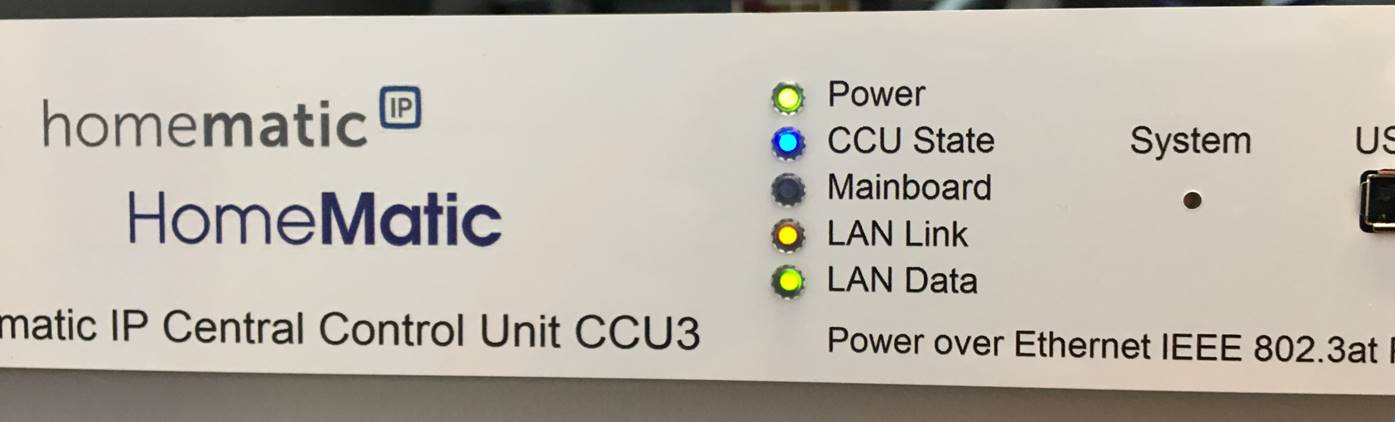 homematic IP
HomeMatic
matic IP Central Control Unit CCU3
Power
CCU State
Mainboard
LAN Link
LAN Data
System
US
Power over Ethernet IEEE 802.3at